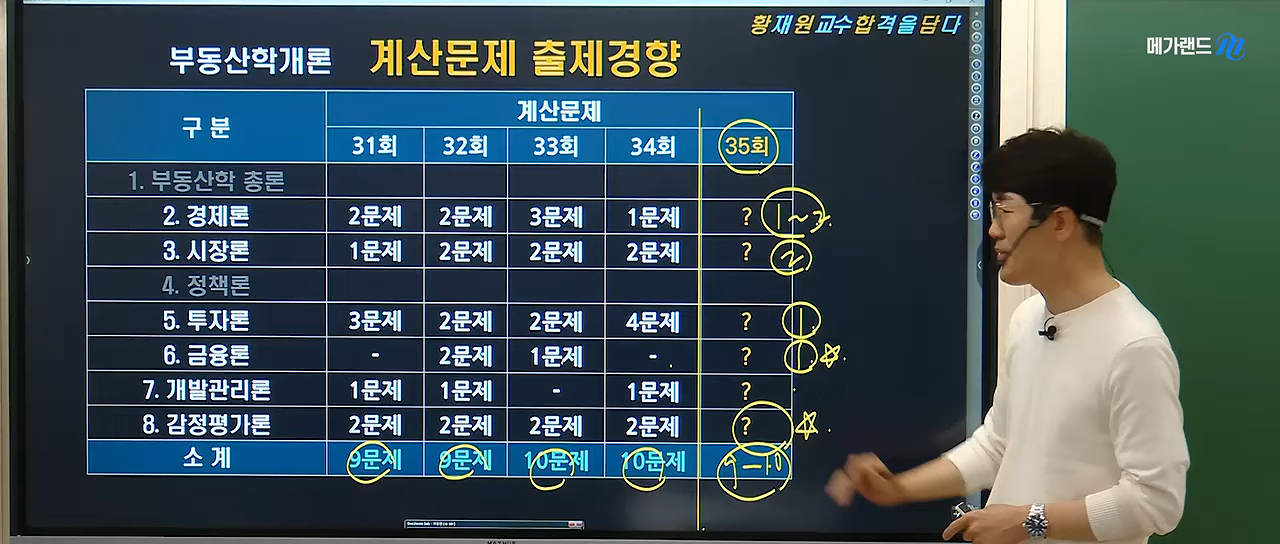 황재원교수합격을담다
메가랜드
부동산학개론 계산문제 출제경향
구 분 계산문제
31회 32회 33회 34회 35회
1. 부동산학 총론
2. 경제론 2문제 2문제 3문제 1문제 ? 1~2
3. 시장론 1문제 2문제 2문제 2문제 ? 2
4. 정책론
5. 투자론 3문제 2문제 2문제 4문제 ? 1
6. 금융론 - 2문제 1문제 - ? 1
7. 개발관리론 1문제 1문제 - 1문제 ?
8. 감정평가론 2문제 2문제 2문제 2문제 ?
소 계 9문제 9문제 10문제 10문제 9-10